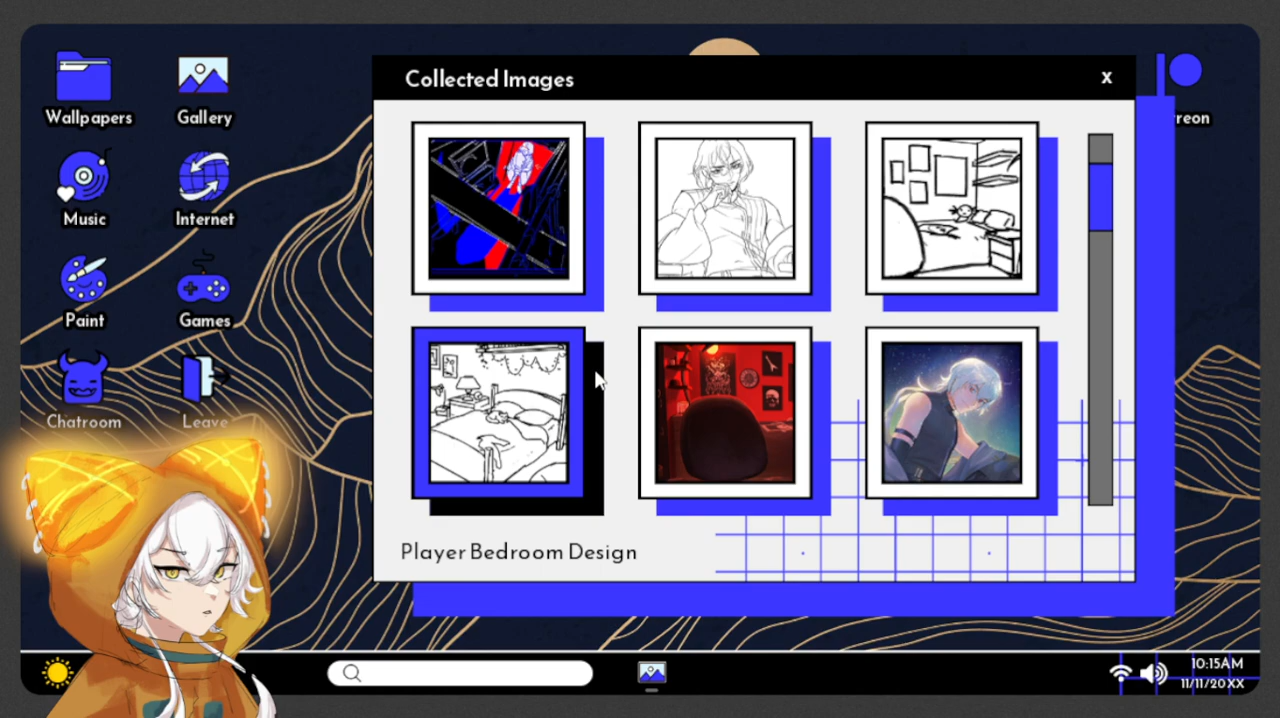 Collected Images
x
Wallpapers
Gallery
reon
Music
Internet
Paint
Games
Chatroom
Leave
Player Bedroom Design
10:15AM
11/11/20XX